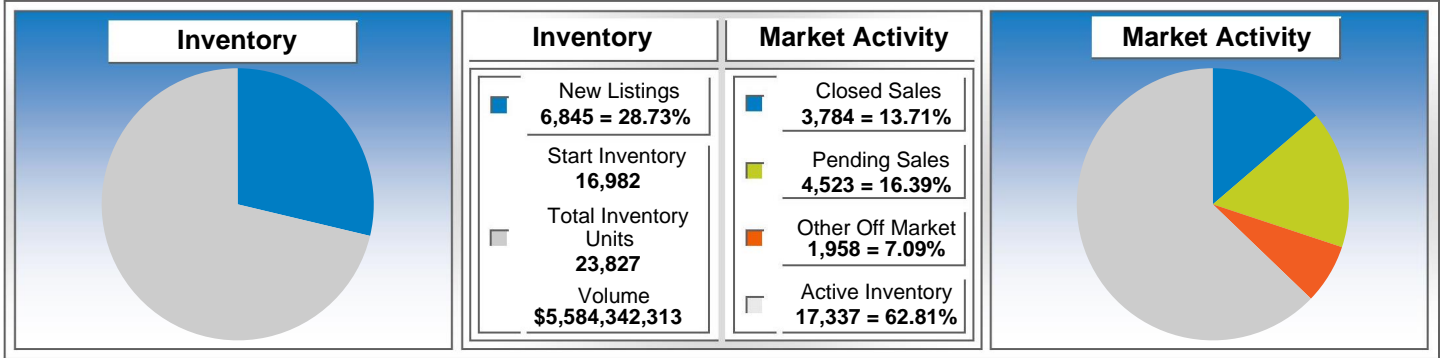 Inventory
Inventory
New Listings
6,845 = 28.73%
Start Inventory
16,982
Total Inventory
Units
23,827
Volume
$5,584,342,313
Market Activity
Closed Sales
3,784 = 13.71%
Pending Sales
4,523 = 16.39%
Other Off Market
1,958 = 7.09%
Active Inventory
17,337 = 62.81%
Market Activity